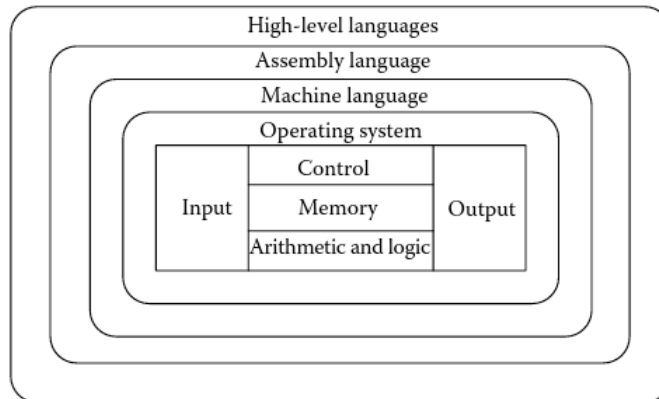 High-level languages
Assembly language
Machine language
Operating system
Control
Input
Memory
Output
Arithmetic and logic